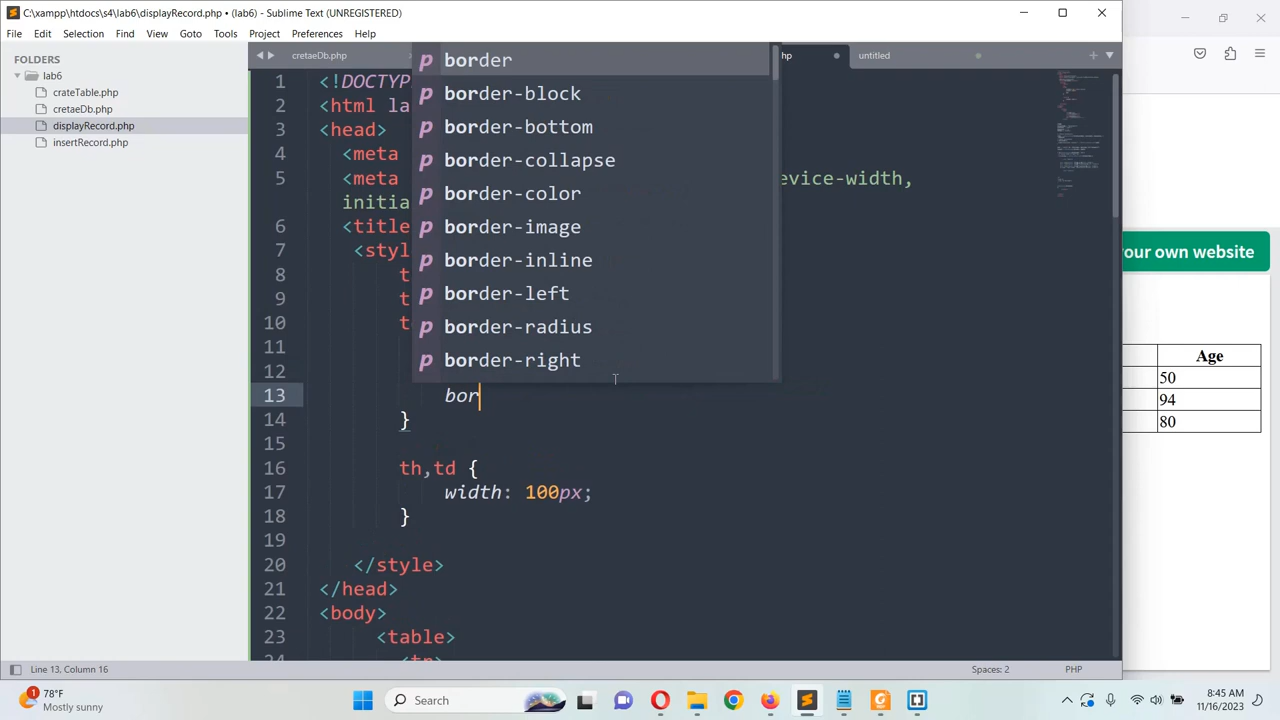 C:\xampp\htdocs\s4\lab6\displayRecord.php • (lab6) - Sublime Text (UNREGISTERED)
File Edit Selection Find View Goto Tools Project Preferences Help
FOLDERS
lab6
crateTable.php
cretaeDb.php
displayRecord.php
insertRecord.php
cretaeDb.php
hp
untitled
1 <!DOCTYP
2 <html la
3 <head>
4 <meta
5 <meta evice-width,
initia
6 <title
7 <styl
8 t
9 t
10 t
11
12
13 bor
14 }
15
16 th,td {
17 width: 100px;
18 }
19
20 </style>
21 </head>
22 <body>
23 <table>
24 <tr>
p border
p border-block
p border-bottom
p border-collapse
p border-color
p border-image
p border-inline
p border-left
p border-radius
p border-right
our own website
Age
50
94
80
Line 13, Column 16
Spaces: 2
PHP
1
78°F
Mostly sunny
Search
8:45 AM
11/16/2023